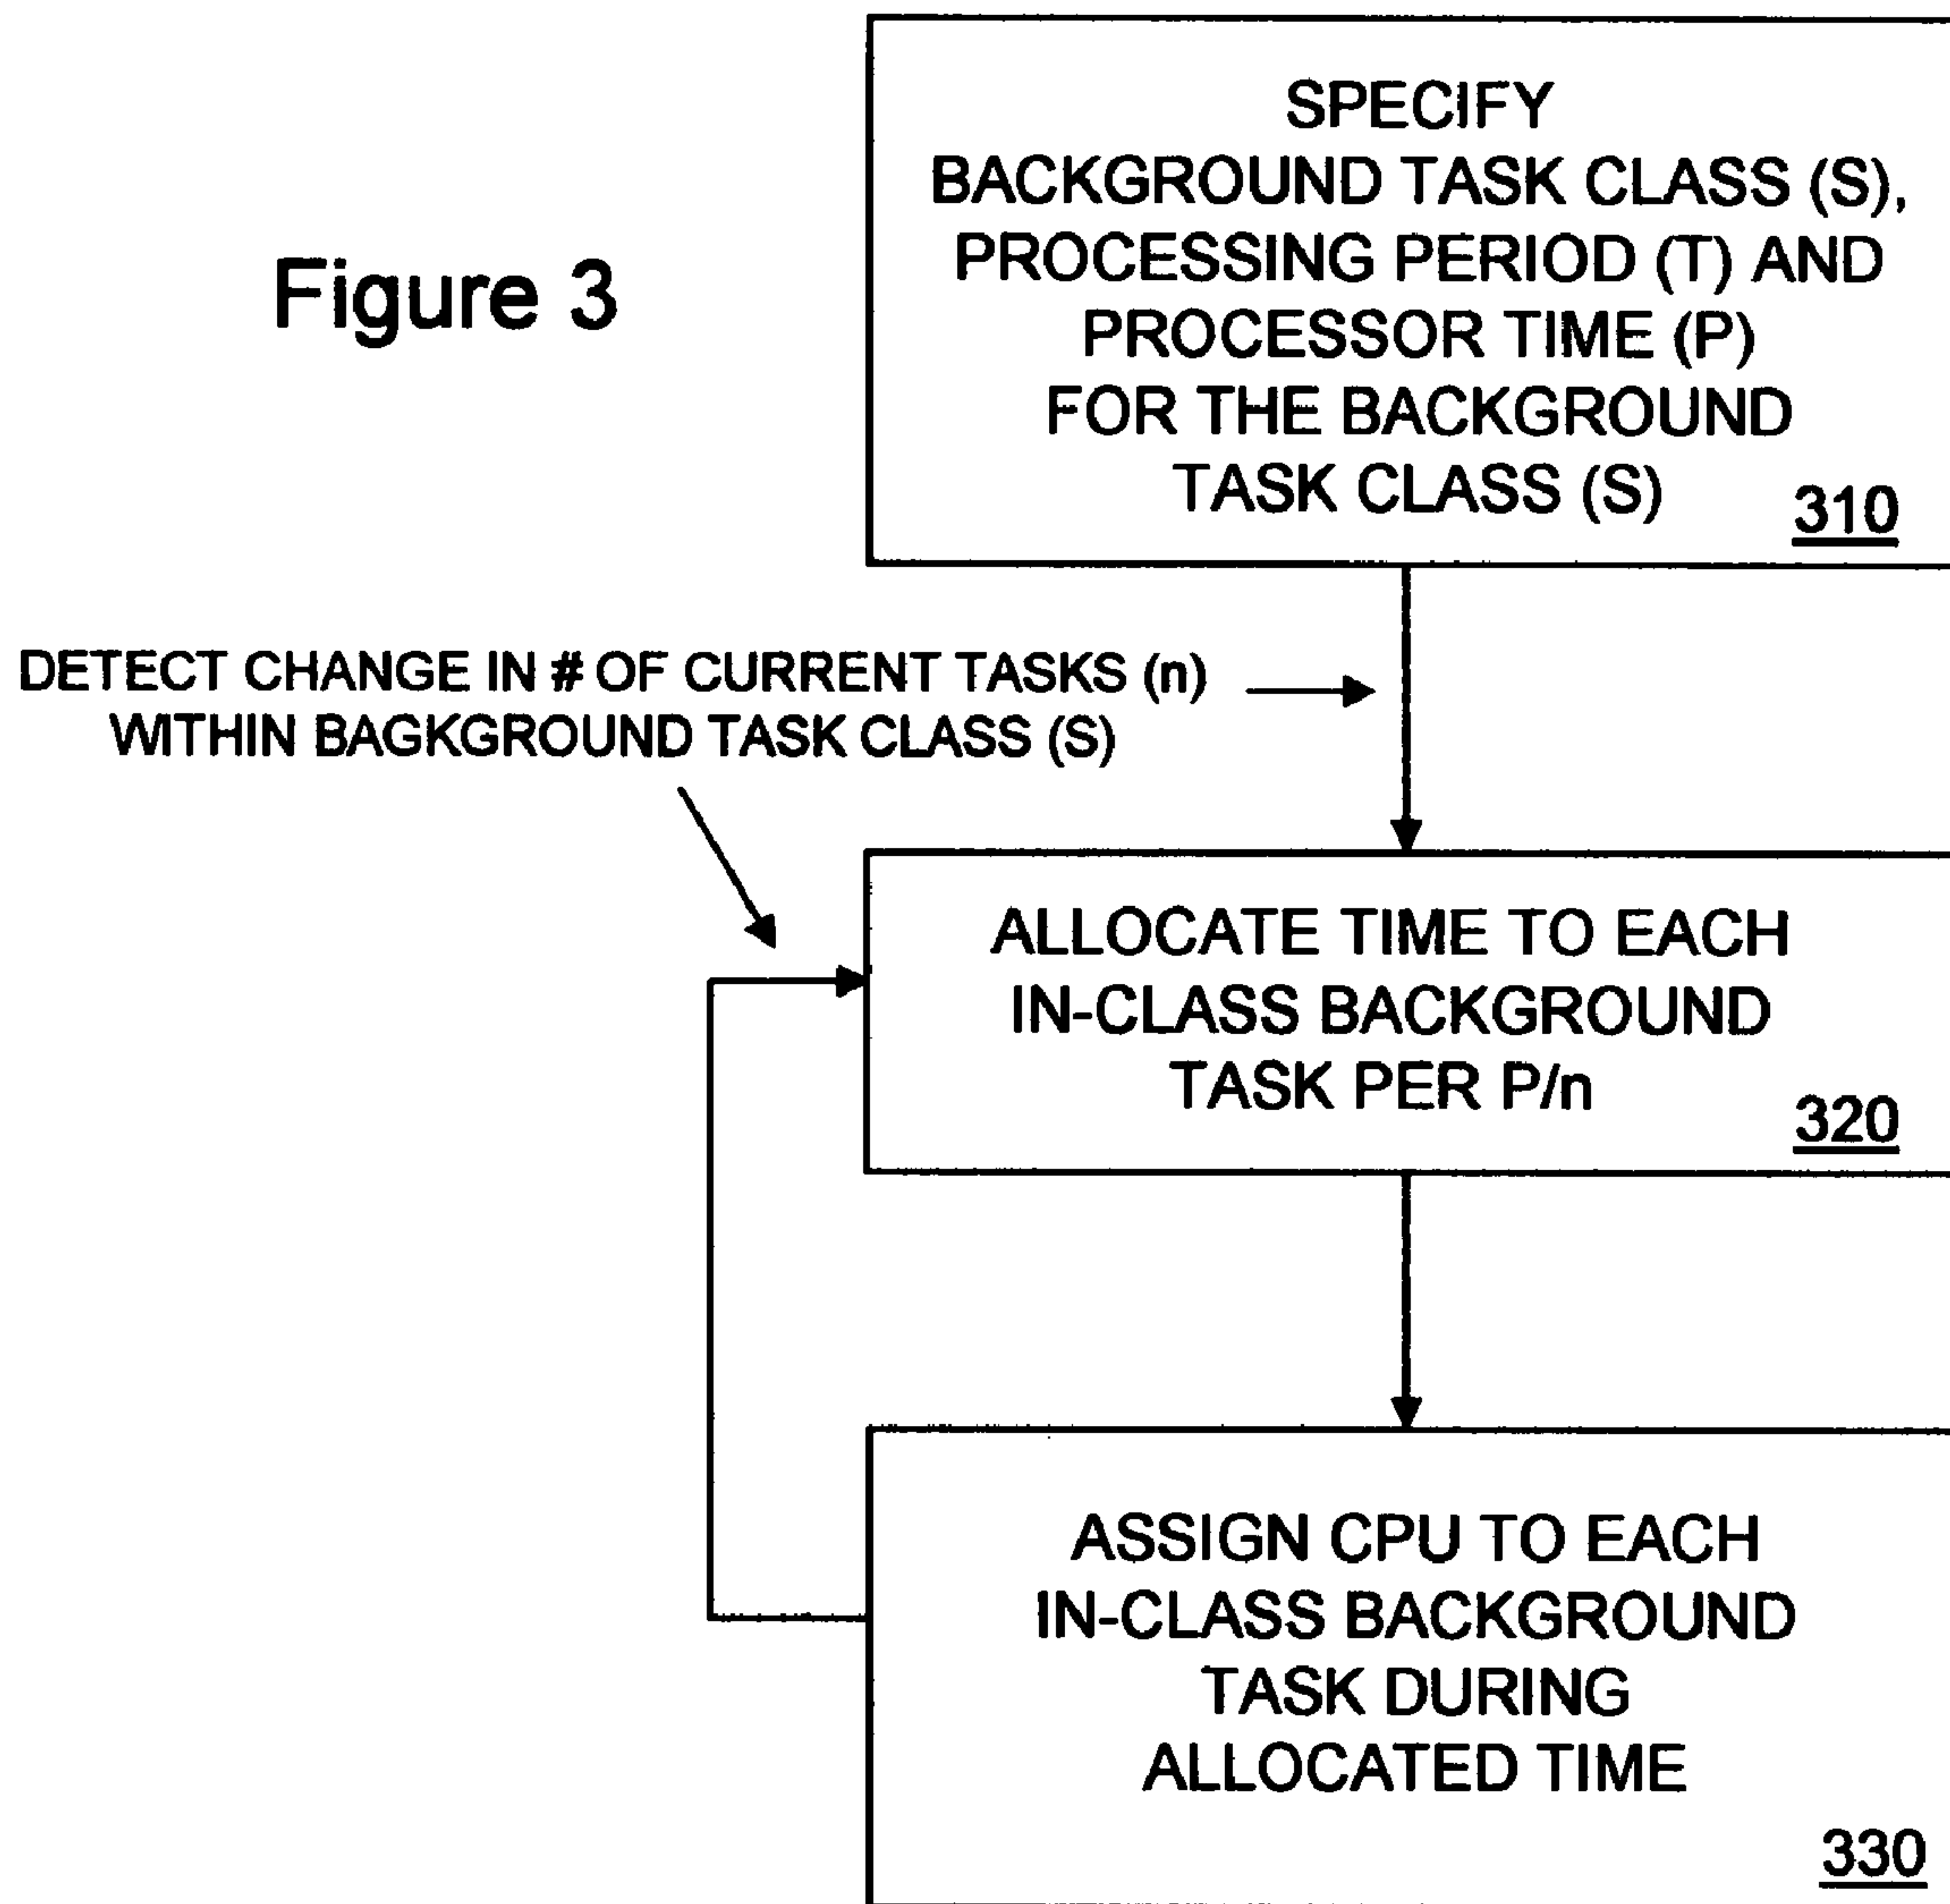 Figure 3
SPECIFY
BACKGROUND TASK CLASS (S),
PROCESSING PERIOD (T) AND
PROCESSOR TIME (P)
FOR THE BACKGROUND
TASK CLASS (S)
310
DETECT CHANGE IN # OF CURRENT TASKS (n)
WITHIN BAGKGROUND TASK CLASS (S)
ALLOCATE TIME TO EACH
IN-CLASS BACKGROUND
TASK PER P/n
320
ASSIGN CPU TO EACH
IN-CLASS BACKGROUND
TASK DURING
ALLOCATED TIME
330